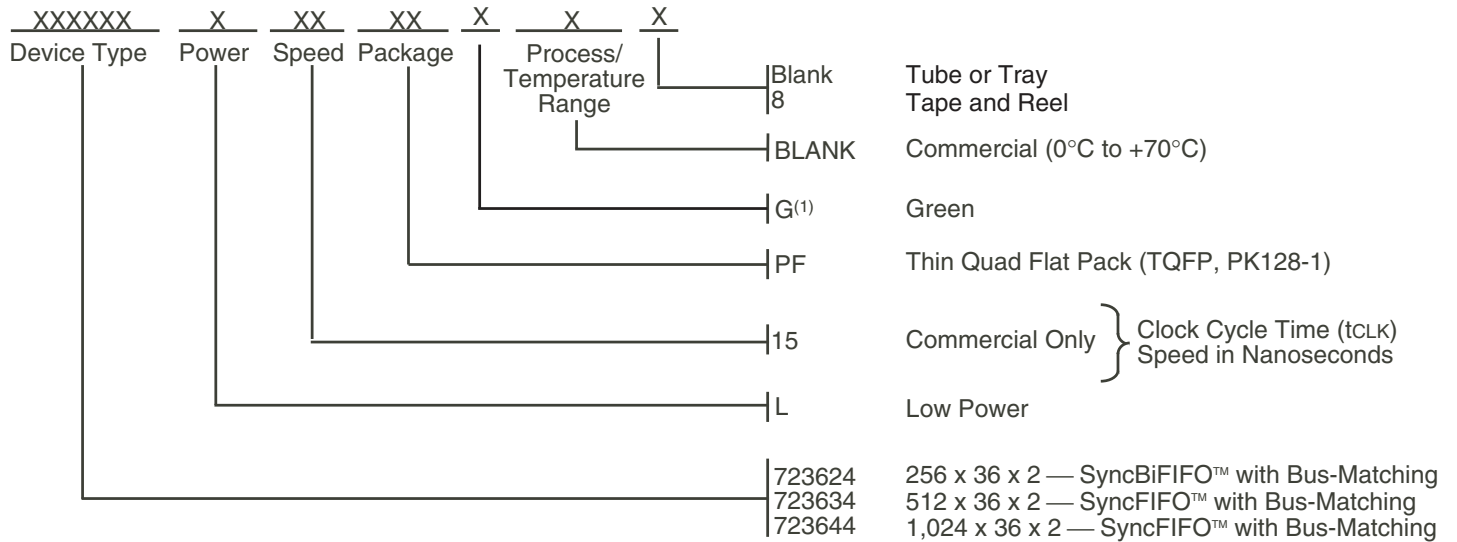 XXXXXX X XX XX X X X
Device Type Power Speed Package Process/
Temperature
Range
Blank Tube or Tray
8 Tape and Reel
BLANK Commercial (0°C to +70°C)
G(1) Green
PF Thin Quad Flat Pack (TQFP, PK128-1)
15 Commercial Only Clock Cycle Time (tCLK)
Speed in Nanoseconds
L Low Power
723624 256 x 36 x 2 — SyncBiFIFO™ with Bus-Matching
723634 512 x 36 x 2 — SyncFIFO™ with Bus-Matching
723644 1,024 x 36 x 2 — SyncFIFO™ with Bus-Matching